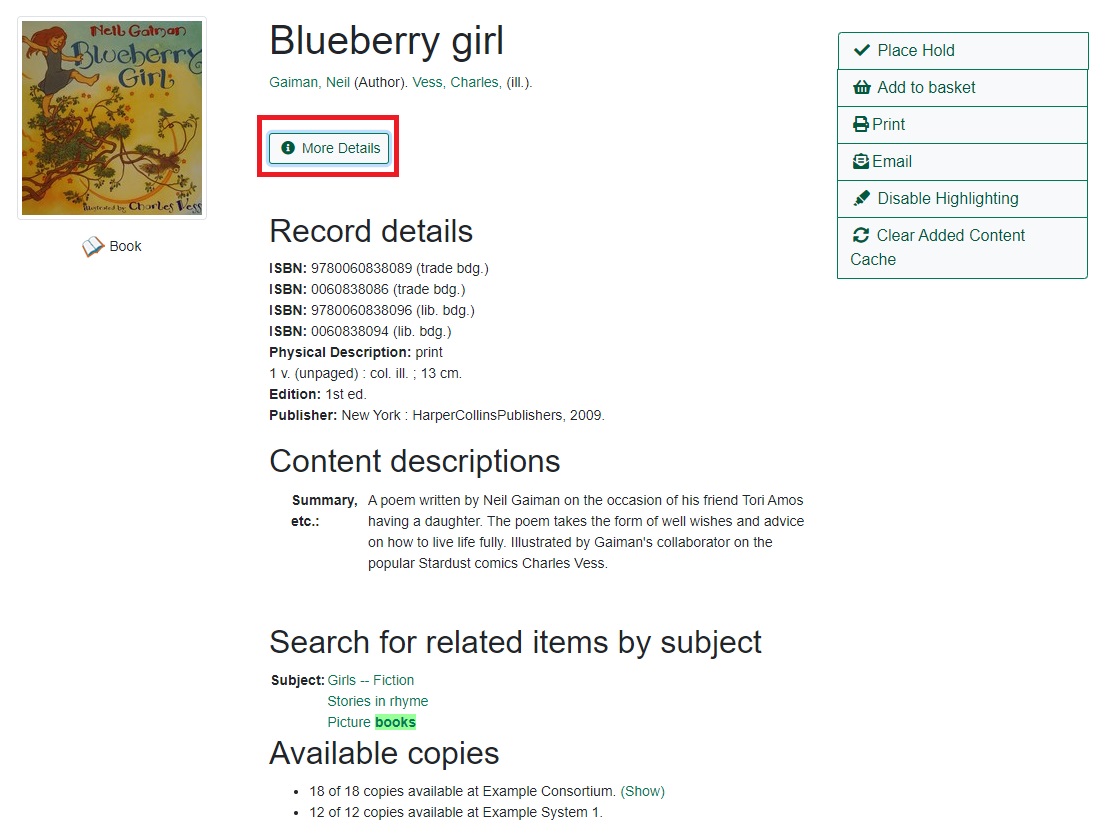 Neil Gaiman
Blueberry
Girl
illustrated by Charles Vess
Book
Blueberry girl
Gaiman, Neil (Author). Vess, Charles, (ill.).
More Details
Record details
ISBN: 9780060838089 (trade bdg.)
ISBN: 0060838086 (trade bdg.)
ISBN: 9780060838096 (lib. bdg.)
ISBN: 0060838094 (lib. bdg.)
Physical Description: print
1 v. (unpaged) : col. ill. ; 13 cm.
Edition: 1st ed.
Publisher: New York : HarperCollinsPublishers, 2009.
Content descriptions
Summary, etc.: A poem written by Neil Gaiman on the occasion of his friend Tori Amos
having a daughter. The poem takes the form of well wishes and advice
on how to live life fully. Illustrated by Gaiman's collaborator on the
popular Stardust comics Charles Vess.
Search for related items by subject
Subject: Girls -- Fiction
Stories in rhyme
Picture books
Available copies
18 of 18 copies available at Example Consortium. (Show)
12 of 12 copies available at Example System 1.
Place Hold
Add to basket
Print
Email
Disable Highlighting
Clear Added Content
Cache